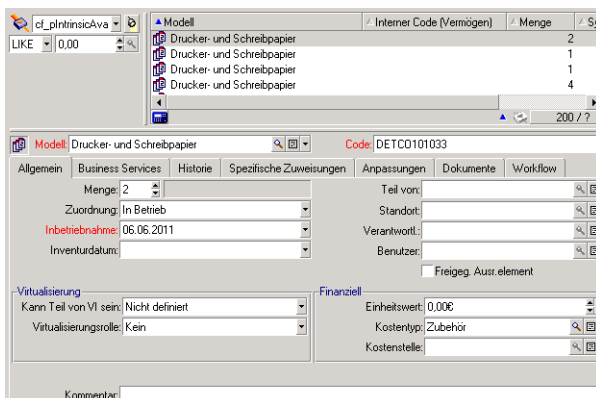 cf_pIntrinsicAva
LIKE 0,00
Modell Interner Code (Vermögen) Menge
Drucker- und Schreibpapier 2
Drucker- und Schreibpapier 1
Drucker- und Schreibpapier 1
Drucker- und Schreibpapier 4
200 / ?
Modell: Drucker- und Schreibpapier Code: DETCO101033
Allgemein Business Services Historie Spezifische Zuweisungen Anpassungen Dokumente Workflow
Menge: 2 Teil von:
Zuordnung: In Betrieb Standort:
Inbetriebnahme: 06.06.2011 Verantwortl.:
Inventurdatum: Benutzer:
Freigeg. Ausr.element
Virtualisierung Finanziell
Kann Teil von VI sein: Nicht definiert Einheitswert: 0,00€
Virtualisierungsrolle: Kein Kostentyp: Zubehör
Kostenstelle:
Kommentar: